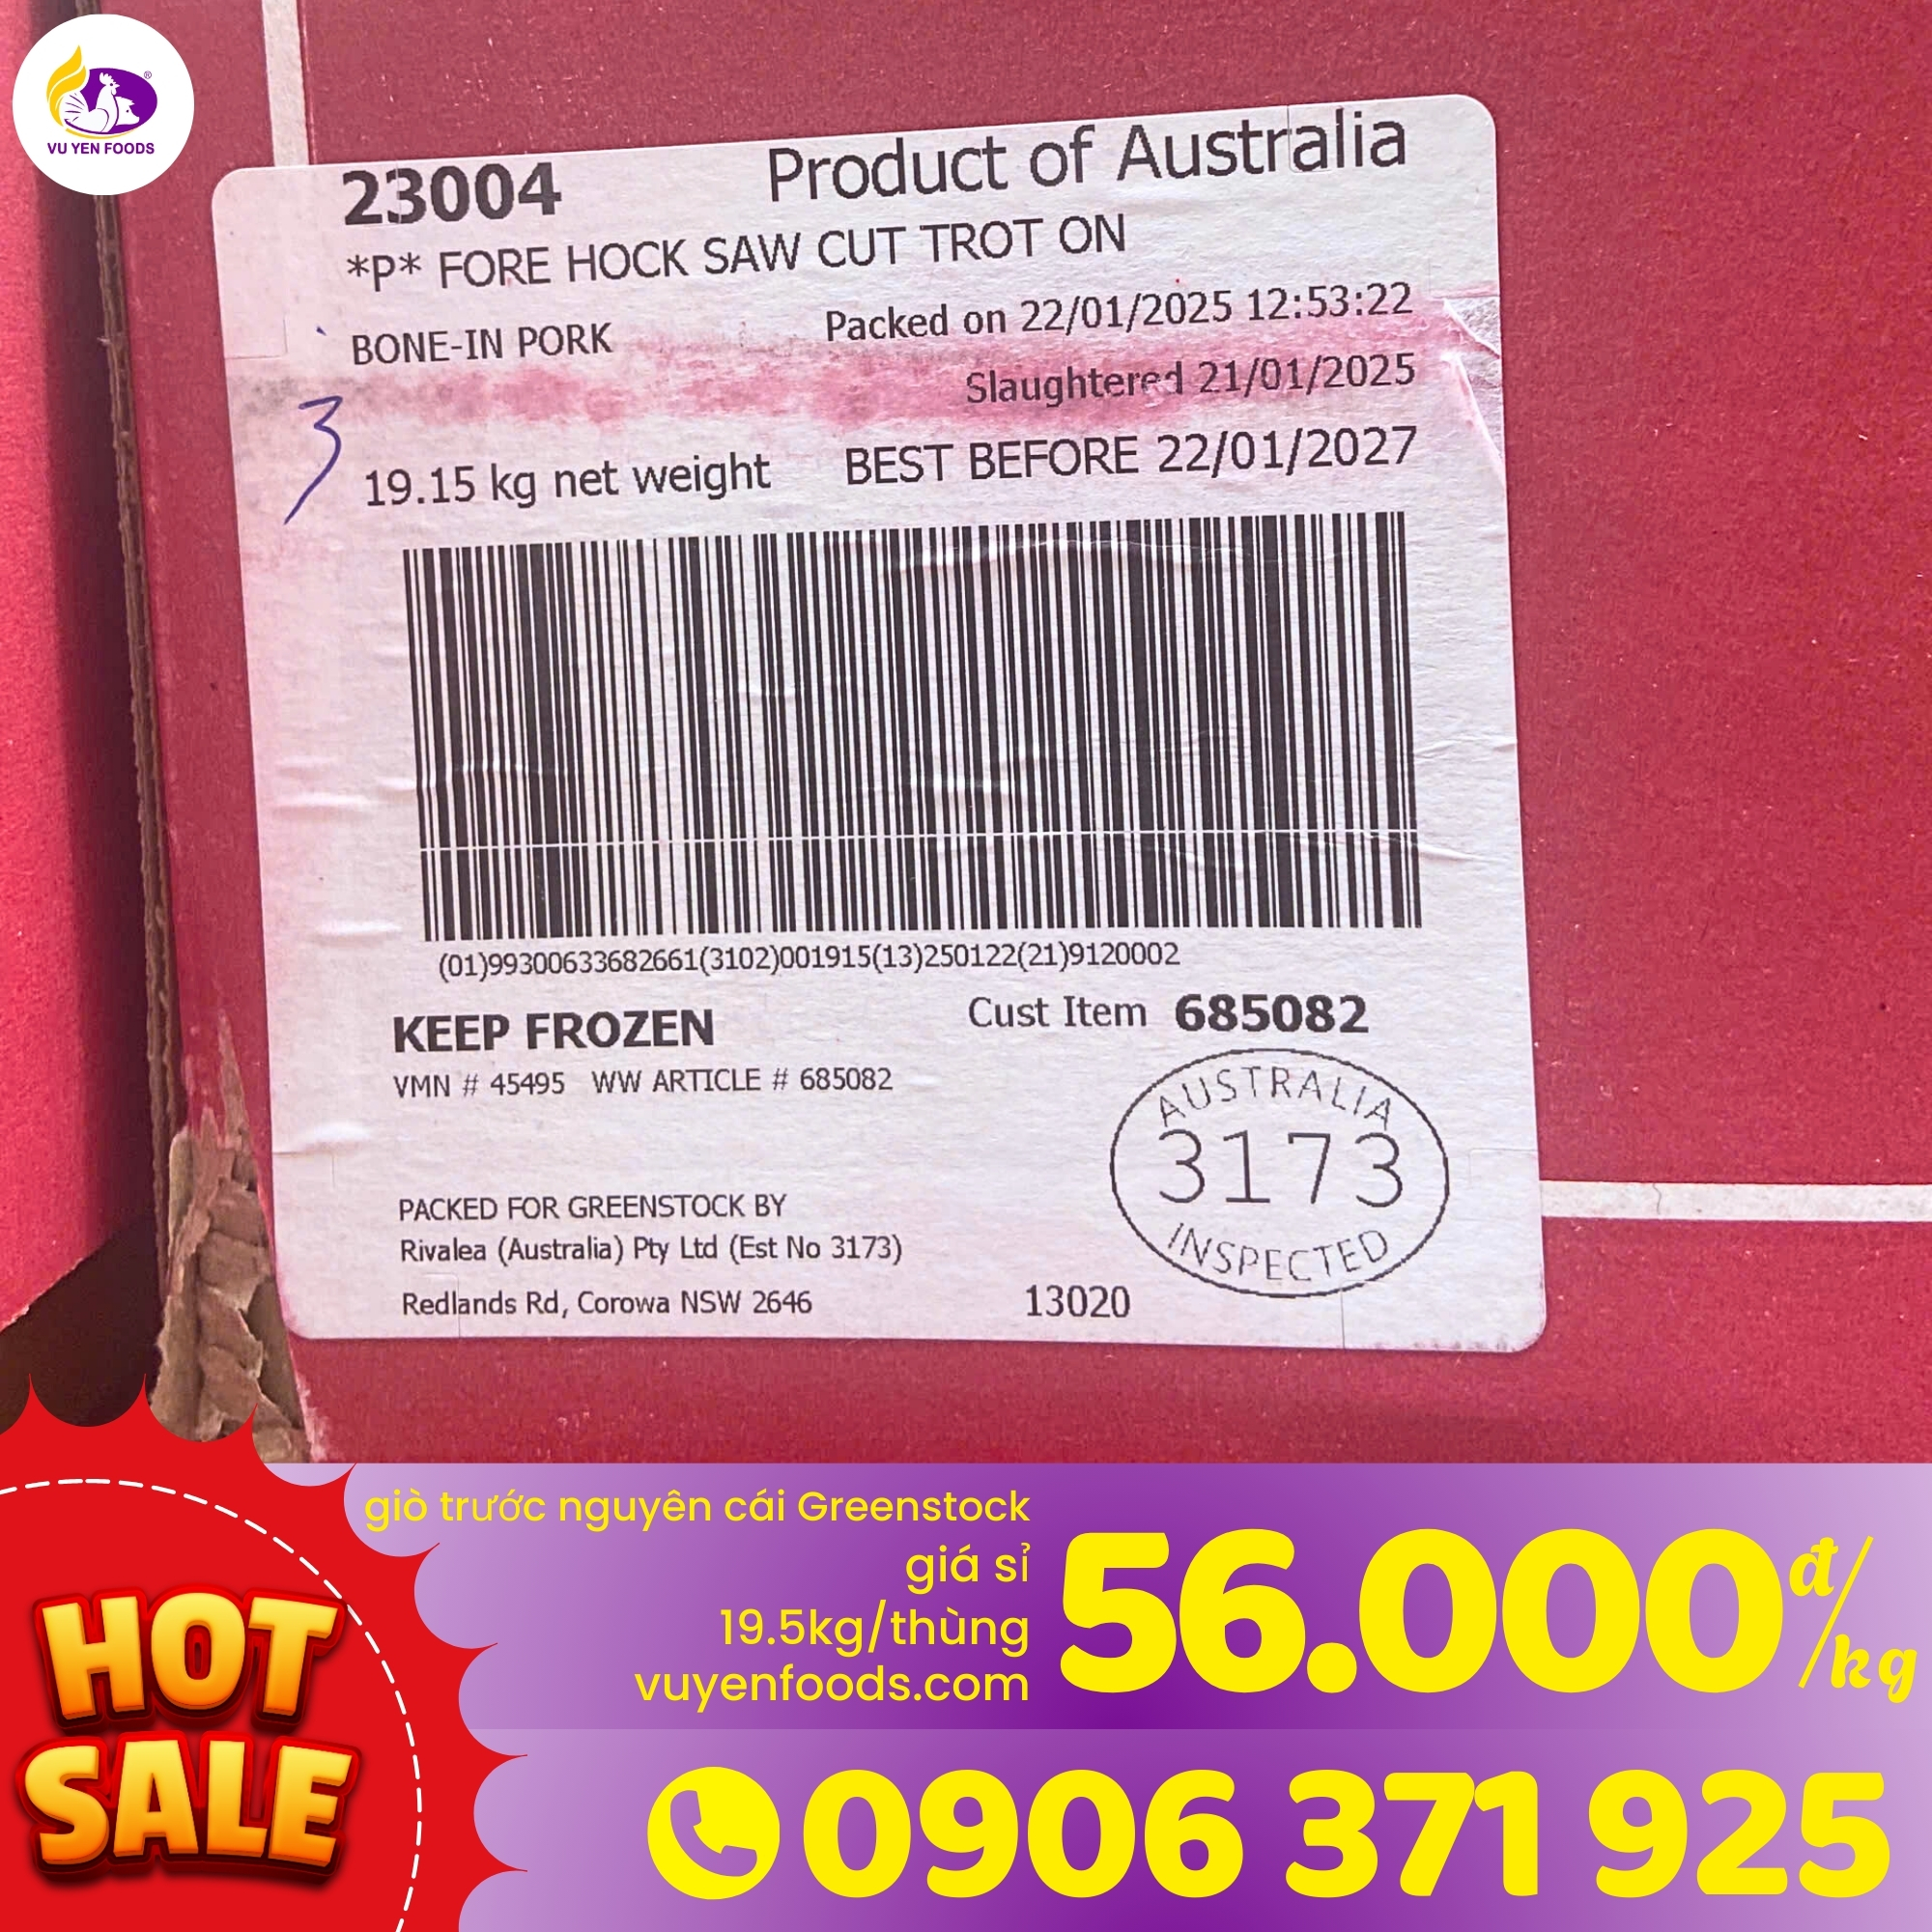 VU YEN FOODS
®
23004 Product of Australia
*P* FORE HOCK SAW CUT TROT ON
BONE-IN PORK Packed on 22/01/2025 12:53:22
Slaughtered 21/01/2025
3
19.15 kg net weight BEST BEFORE 22/01/2027
(01)99300633682661(3102)001915(13)250122(21)9120002
KEEP FROZEN Cust Item 685082
VMN # 45495 WW ARTICLE # 685082
AUSTRALIA
3173
INSPECTED
PACKED FOR GREENSTOCK BY
Rivalea (Australia) Pty Ltd (Est No 3173)
Redlands Rd, Corowa NSW 2646 13020
giò trước nguyên cái Greenstock
giá sỉ
19.5kg/thùng
vuyenfoods.com
56.000đ/kg
HOT
SALE
0906 371 925